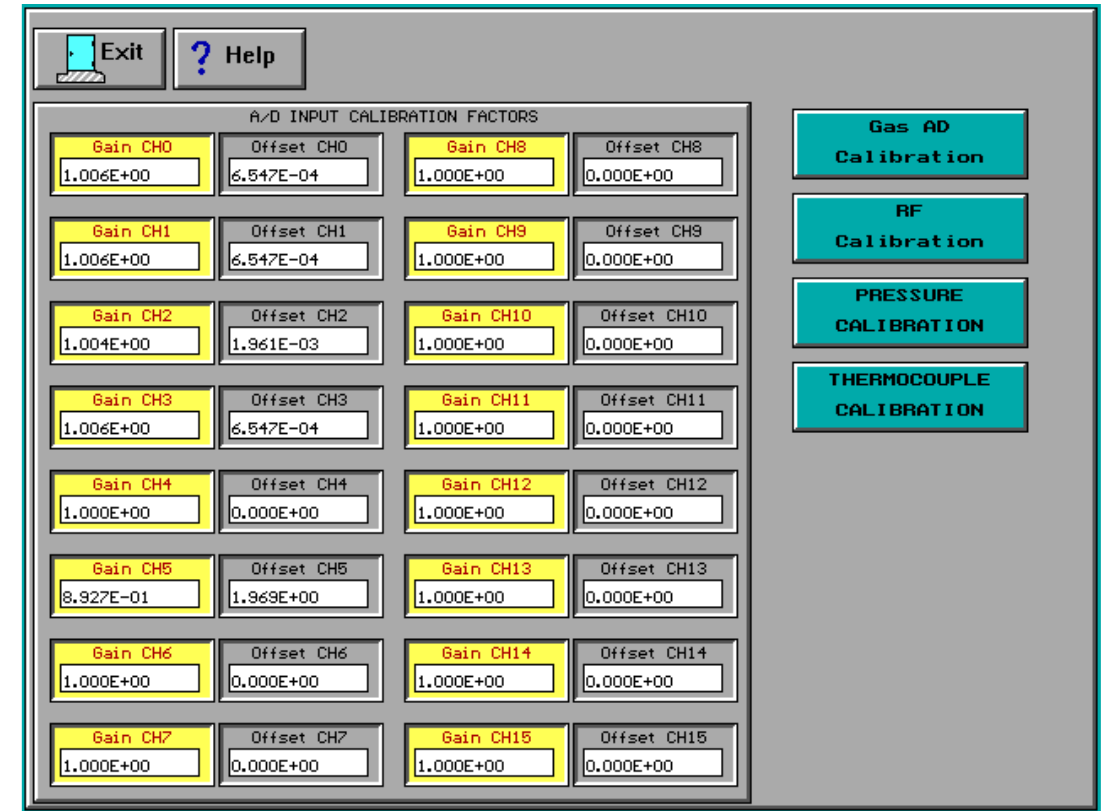 Exit
? Help
A/D INPUT CALIBRATION FACTORS
Gain CH0 Offset CH0 Gain CH8 Offset CH8
1.006E+00 6.547E-04 1.000E+00 0.000E+00
Gain CH1 Offset CH1 Gain CH9 Offset CH9
1.006E+00 6.547E-04 1.000E+00 0.000E+00
Gain CH2 Offset CH2 Gain CH10 Offset CH10
1.004E+00 1.961E-03 1.000E+00 0.000E+00
Gain CH3 Offset CH3 Gain CH11 Offset CH11
1.006E+00 6.547E-04 1.000E+00 0.000E+00
Gain CH4 Offset CH4 Gain CH12 Offset CH12
1.000E+00 0.000E+00 1.000E+00 0.000E+00
Gain CH5 Offset CH5 Gain CH13 Offset CH13
8.927E-01 1.969E+00 1.000E+00 0.000E+00
Gain CH6 Offset CH6 Gain CH14 Offset CH14
1.000E+00 0.000E+00 1.000E+00 0.000E+00
Gain CH7 Offset CH7 Gain CH15 Offset CH15
1.000E+00 0.000E+00 1.000E+00 0.000E+00
Gas AD
Calibration
RF
Calibration
PRESSURE
CALIBRATION
THERMOCOUPLE
CALIBRATION